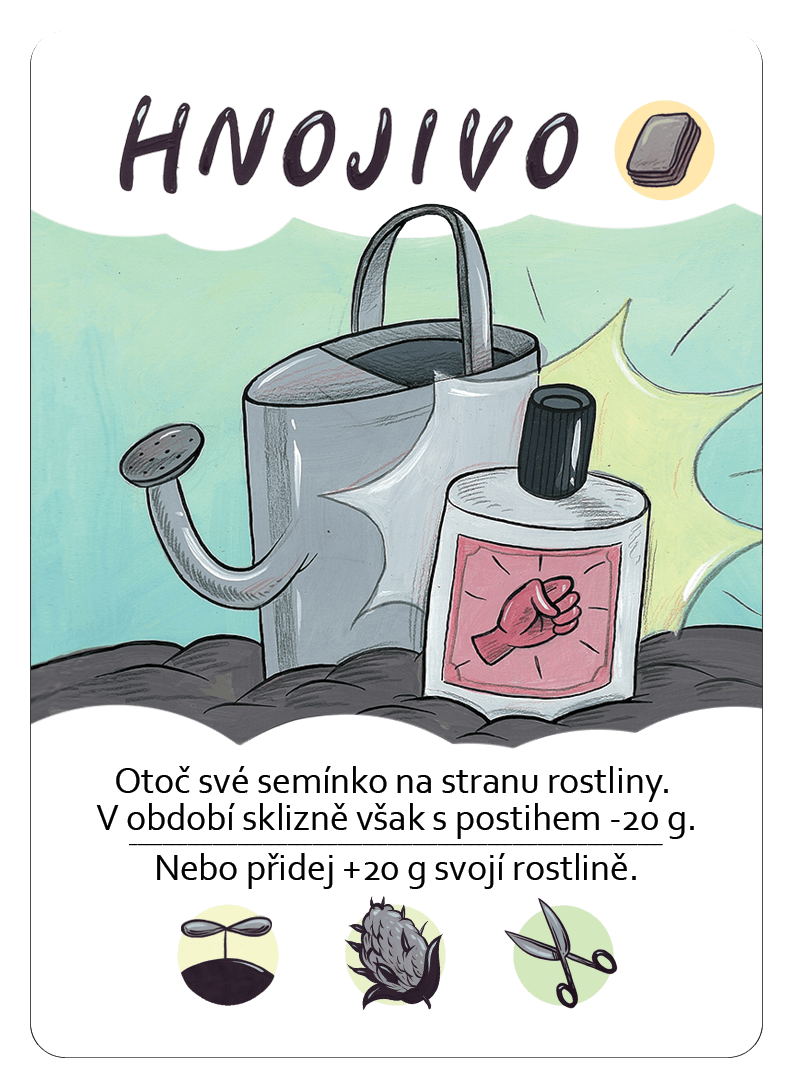 HNOJIVO
Otoč své semínko na stranu rostliny.
V období sklizně však s postihem -20 g.
Nebo přidej +20 g svojí rostlině.